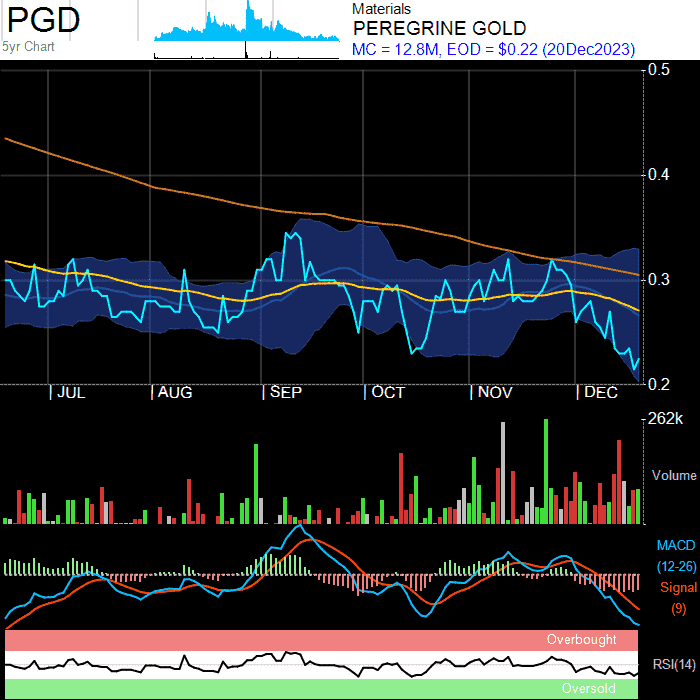 PGD
5yr Chart
Materials
PEREGRINE GOLD
MC = 12.8M, EOD = $0.22 (20Dec2023)
0.5
0.4
0.3
0.2
| JUL | AUG | SEP | OCT | NOV | DEC
262k
Volume
MACD
(12-26)
Signal
(9)
Overbought
RSI(14)
Oversold